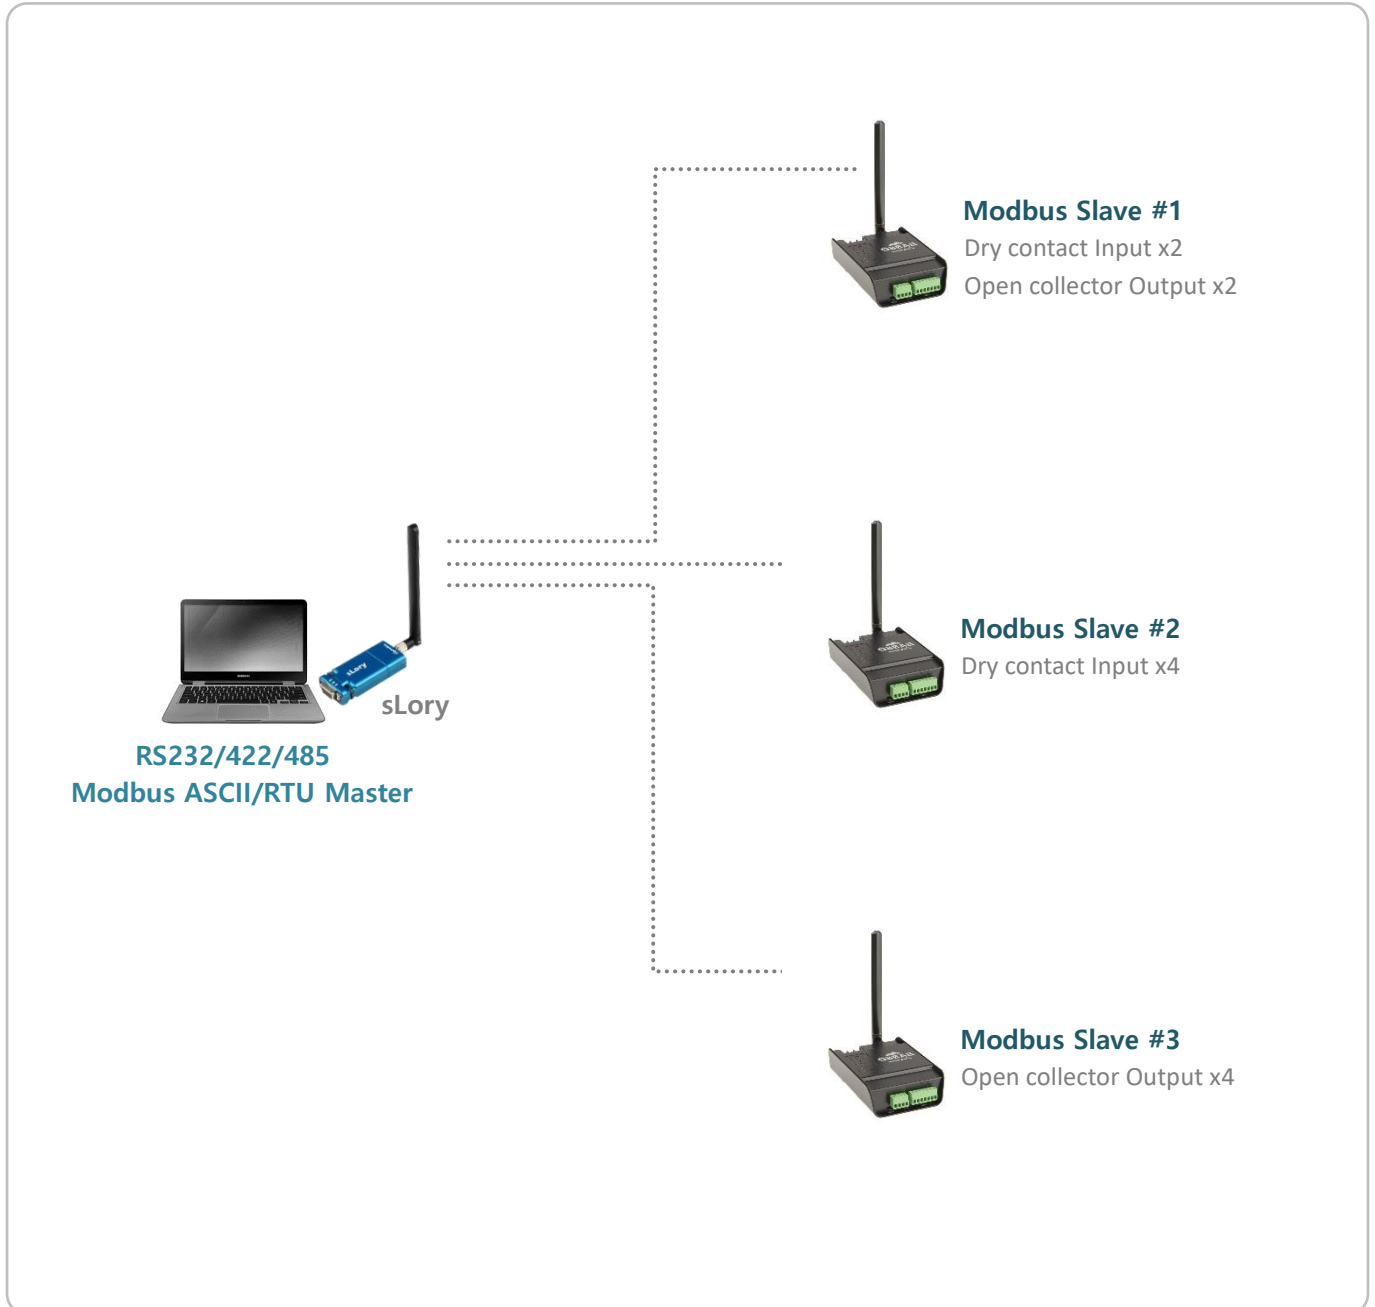 Modbus Slave #1
Dry contact Input x2
Open collector Output x2
sLory
sLory
RS232/422/485
Modbus ASCII/RTU Master
Modbus Slave #2
Dry contact Input x4
Modbus Slave #3
Open collector Output x4